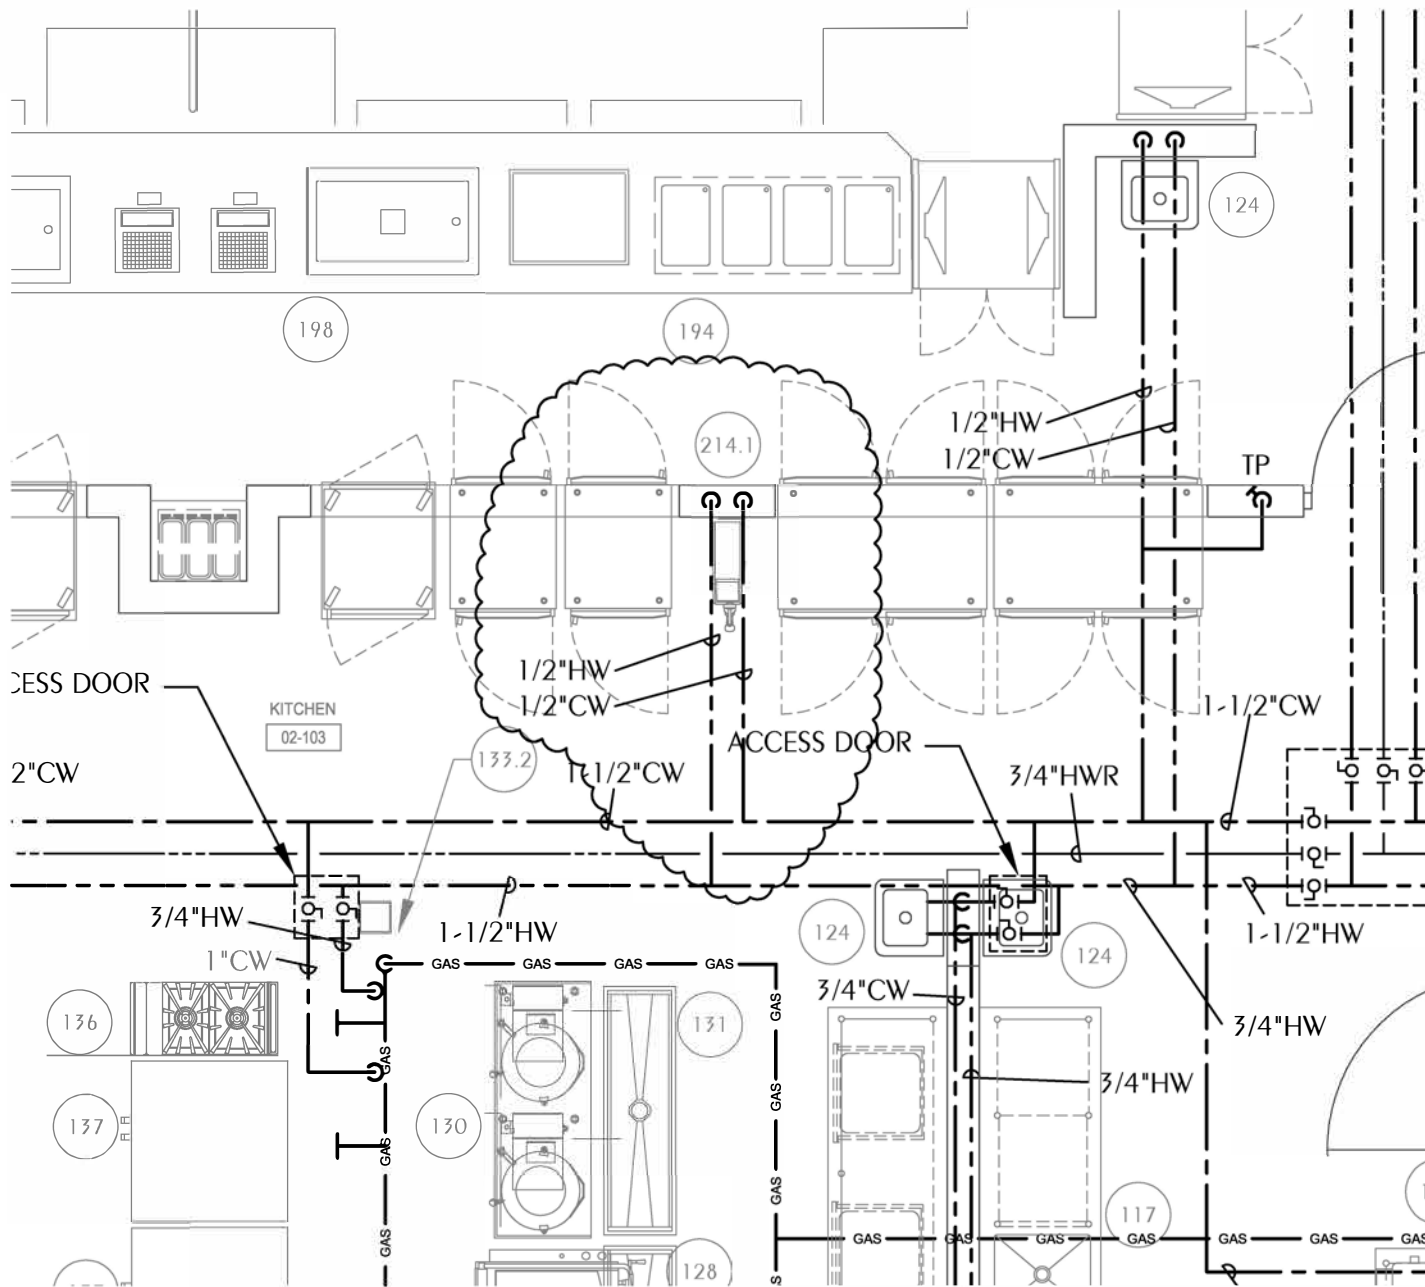 124
198
194
1/2"HW
214.1
1/2"CW
TP
1/2"HW
CESS DOOR
1/2"CW
1-1/2"CW
KITCHEN
02-103
ACCESS DOOR
133.2
2"CW
1-1/2"CW
3/4"HWR
3/4"HW
1-1/2"HW
124
1-1/2"HW
124
1"CW
GAS GAS GAS GAS
3/4"CW
GAS
136
131
3/4"HW
GAS
3/4"HW
GAS
137
130
GAS
GAS
117
GAS
GAS GAS GAS GAS GAS GAS
128